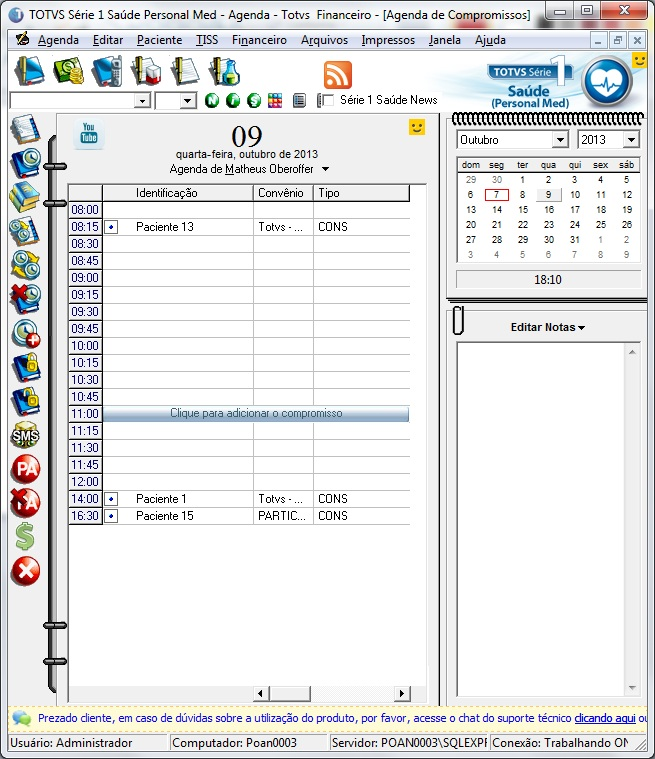 TOTVS Série 1 Saúde Personal Med - Agenda - Totvs Financeiro - [Agenda de Compromissos]
Agenda Editar Paciente TISS Financeiro Arquivos Impressos Janela Ajuda
Série 1 Saúde News
TOTVS Série 1
Saúde
(Personal Med)
You Tube
09
quarta-feira, outubro de 2013
Agenda de Matheus Oberoffer
Identificação Convênio Tipo
08:00
08:15 Paciente 13 Totvs - ... CONS
08:30
08:45
09:00
09:15
09:30
09:45
10:00
10:15
10:30
10:45
11:00 Clique para adicionar o compromisso
11:15
11:30
11:45
12:00
14:00 Paciente 1 Totvs - ... CONS
16:30 Paciente 15 PARTIC... CONS
SMS
PA
Outubro 2013
dom seg ter qua qui sex sáb
29 30 1 2 3 4 5
6 7 8 9 10 11 12
13 14 15 16 17 18 19
20 21 22 23 24 25 26
27 28 29 30 31 1 2
3 4 5 6 7 8 9
18:10
Editar Notas
Prezado cliente, em caso de dúvidas sobre a utilização do produto, por favor, acesse o chat do suporte técnico clicando aqui ou
Usuário: Administrador Computador: Poan0003 Servidor: POAN0003\SQLEXPF Conexão: Trabalhando ON